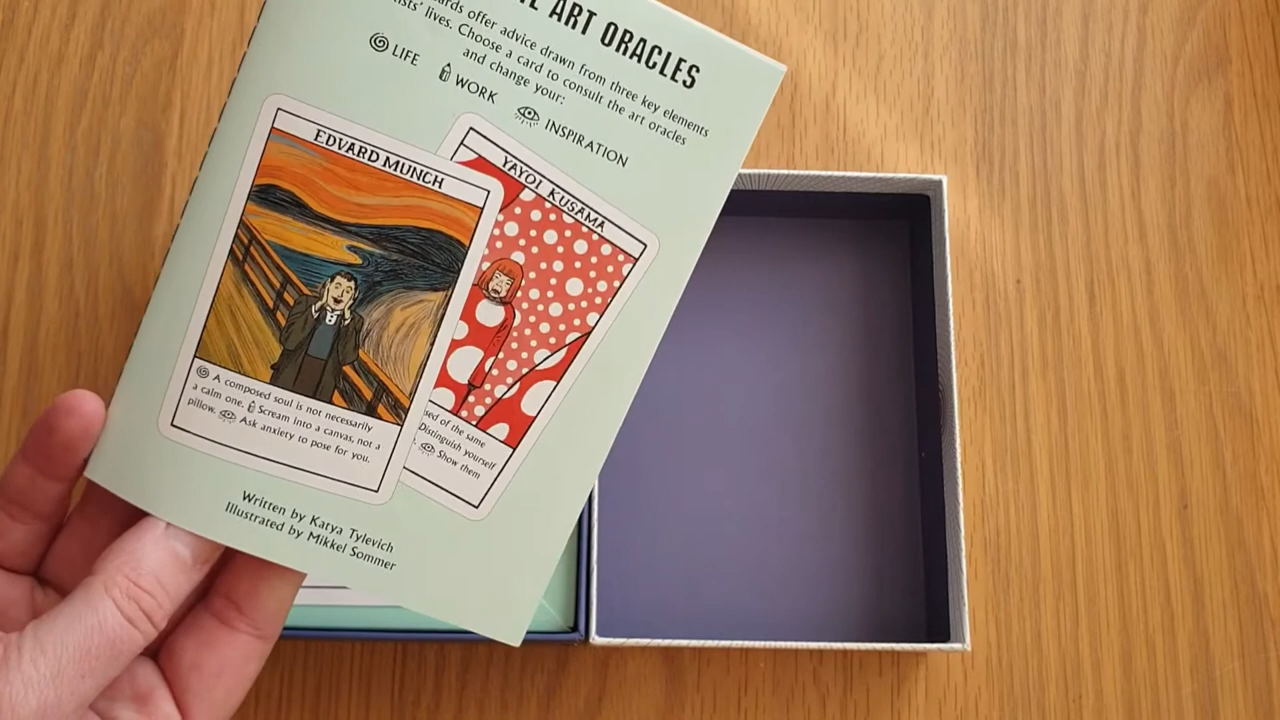 ART ORACLES
cards offer advice drawn from three key elements
lives. Choose a card to consult the art oracles
and change your:
LIFE
WORK
INSPIRATION
EDVARD MUNCH
A composed soul is not necessarily
a calm one. Scream into a canvas, not a
pillow. Ask anxiety to pose for you.
YAYOI KUSAMA
of the same
Distinguish yourself
Show them
Written by Katya Tylevich
Illustrated by Mikkel Sommer